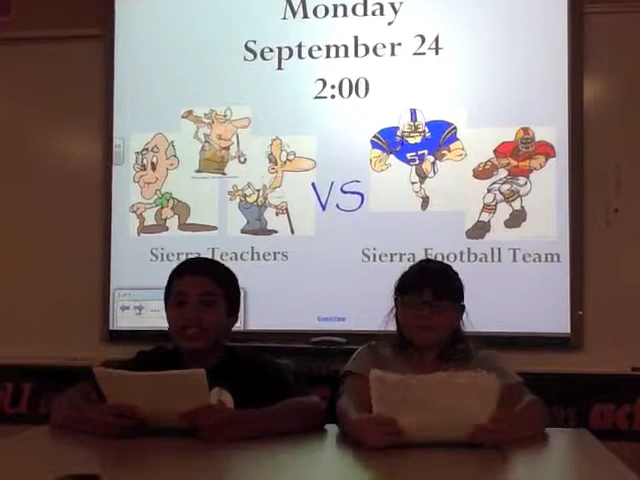 Monday
September 24
2:00
57
VS
Sierra Teachers
Sierra Football Team